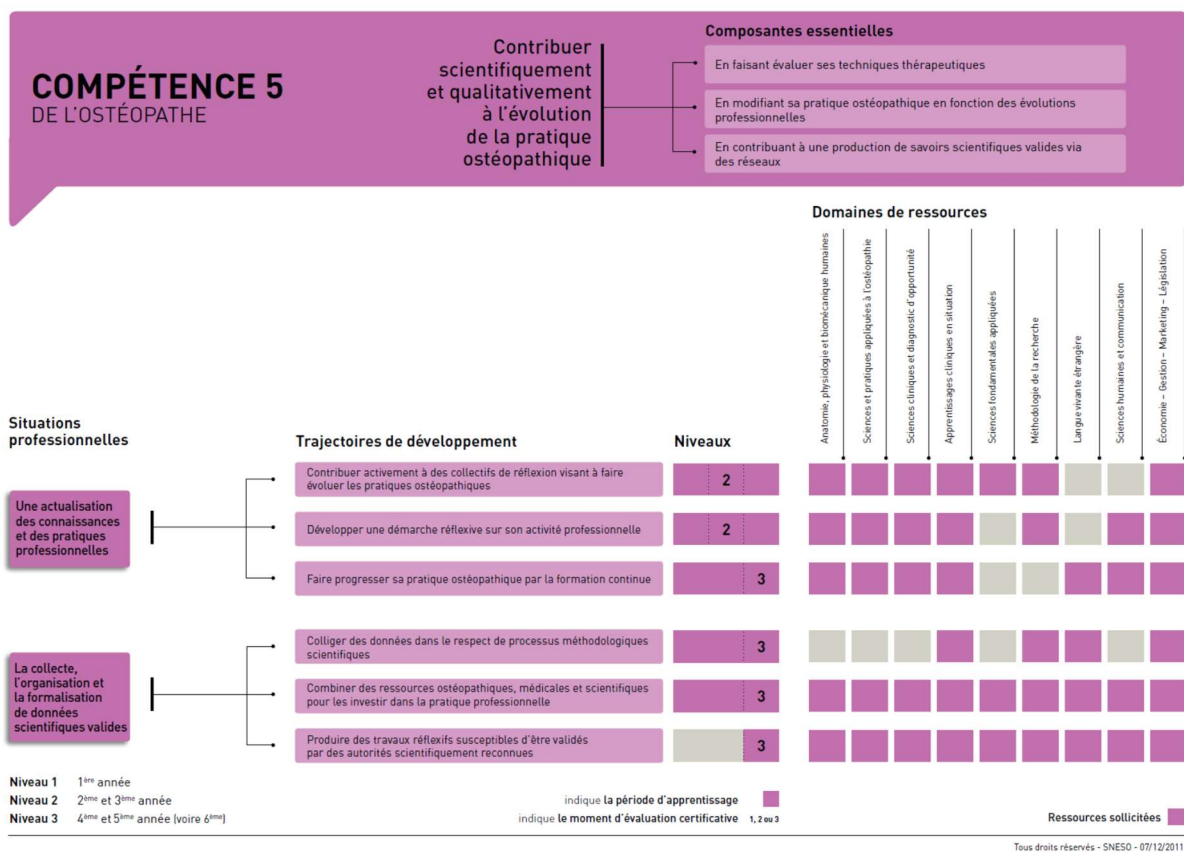 COMPÉTENCE 5
DE L'OSTÉOPATHE
Contribuer
scientifiquement
et qualitativement
à l'évolution
de la pratique
ostéopathique
Composantes essentielles
En faisant évaluer ses techniques thérapeutiques
En modifiant sa pratique ostéopathique en fonction des évolutions
professionnelles
En contribuant à une production de savoirs scientifiques valides via
des réseaux
Domaines de ressources
Anatomie, physiologie et biomécanique humaines
Sciences et pratiques appliquées à l'ostéopathie
Sciences cliniques et diagnostic d'opportunité
Apprentissages cliniques en situation
Sciences fondamentales appliquées
Méthodologie de la recherche
Langue vivante étrangère
Sciences humaines et communication
Économie – Gestion – Marketing – Législation
Situations
professionnelles
Trajectoires de développement
Niveaux
Une actualisation
des connaissances
et des pratiques
professionnelles
Contribuer activement à des collectifs de réflexion visant à faire
évoluer les pratiques ostéopathiques
2
Développer une démarche réflexive sur son activité professionnelle
2
Faire progresser sa pratique ostéopathique par la formation continue
3
La collecte,
l'organisation et
la formalisation
de données
scientifiques valides
Colliger des données dans le respect de processus méthodologiques
scientifiques
3
Combiner des ressources ostéopathiques, médicales et scientifiques
pour les investir dans la pratique professionnelle
3
Produire des travaux réflexifs susceptibles d'être validés
par des autorités scientifiquement reconnues
3
Niveau 1 1ère année
Niveau 2 2ème et 3ème année
Niveau 3 4ème et 5ème année (voire 6ème)
indique la période d'apprentissage
indique le moment d'évaluation certificative 1, 2 ou 3
Ressources sollicitées
Tous droits réservés - SNESO - 07/12/2011